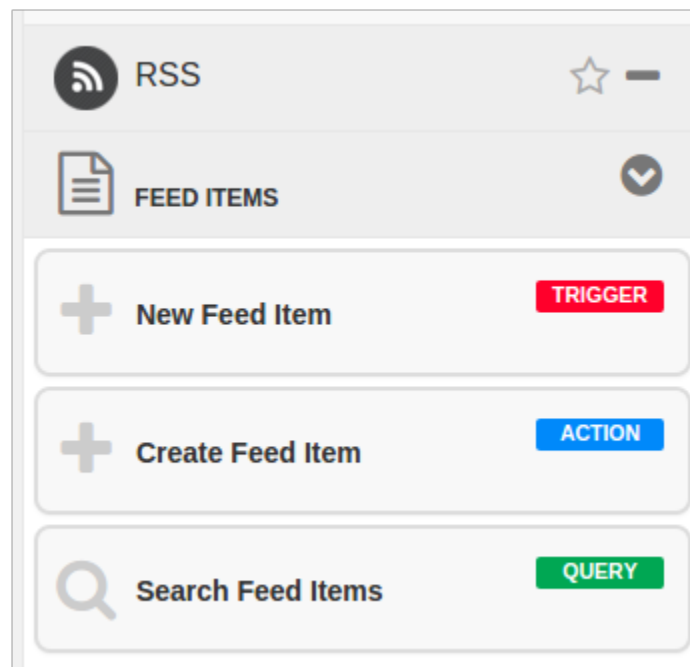 RSS
FEED ITEMS
New Feed Item
TRIGGER
Create Feed Item
ACTION
Search Feed Items
QUERY